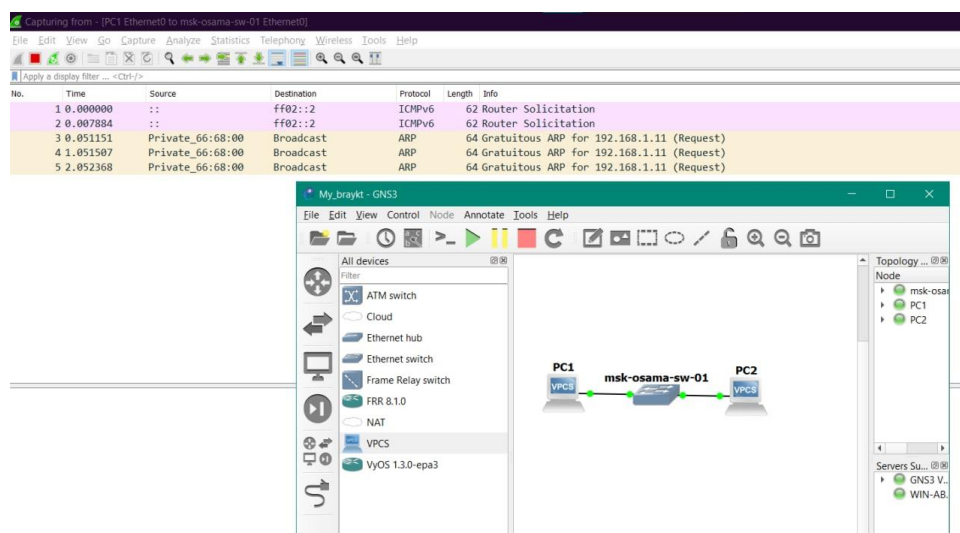 Capturing from - [PC1 Ethernet0 to msk-osama-sw-01 Ethernet0]
File Edit View Go Capture Analyze Statistics Telephony Wireless Tools Help
Apply a display filter ... <Ctrl-/>
No. Time Source Destination Protocol Length Info
1 0.000000 :: ff02::2 ICMPv6 62 Router Solicitation
2 0.007884 :: ff02::2 ICMPv6 62 Router Solicitation
3 0.051151 Private_66:68:00 Broadcast ARP 64 Gratuitous ARP for 192.168.1.11 (Request)
4 1.051507 Private_66:68:00 Broadcast ARP 64 Gratuitous ARP for 192.168.1.11 (Request)
5 2.052368 Private_66:68:00 Broadcast ARP 64 Gratuitous ARP for 192.168.1.11 (Request)
My_braykt - GNS3
File Edit View Control Node Annotate Tools Help
All devices
Filter
ATM switch
Cloud
Ethernet hub
Ethernet switch
Frame Relay switch
FRR 8.1.0
NAT
VPCS
VyOS 1.3.0-epa3
PC1
VPCS
msk-osama-sw-01
PC2
VPCS
Topology ...
Node
msk-osar
PC1
PC2
Servers Su...
GNS3 V..
WIN-AB.